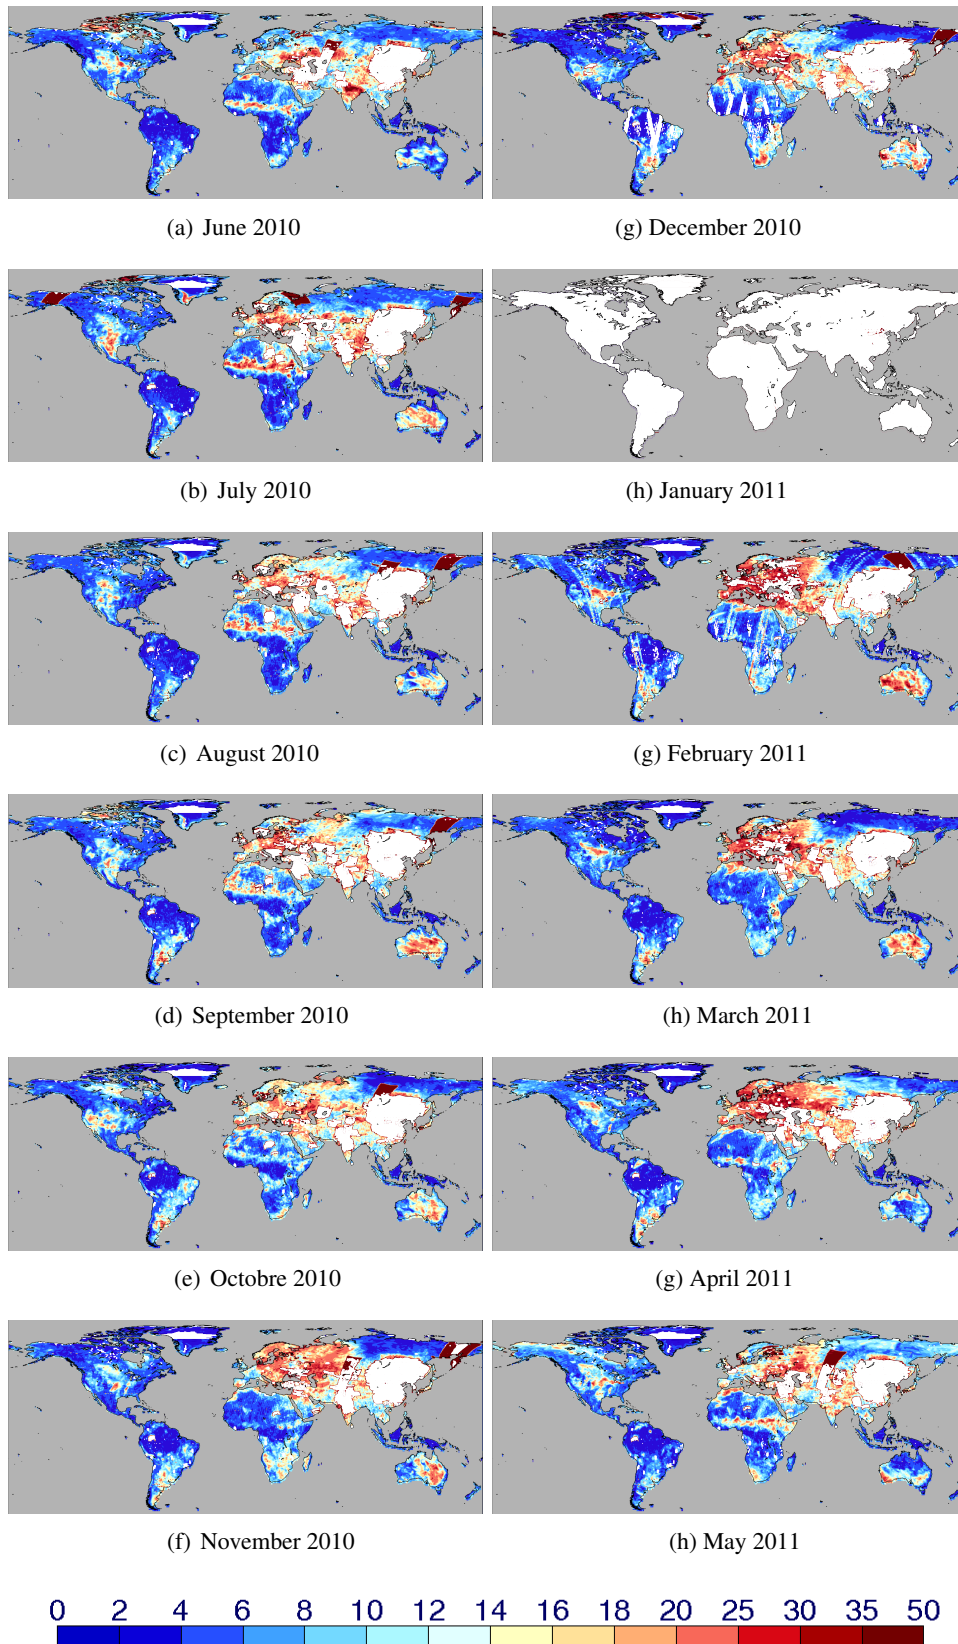 (a) June 2010
(g) December 2010
(b) July 2010
(h) January 2011
(c) August 2010
(g) February 2011
(d) September 2010
(h) March 2011
(e) Octobre 2010
(g) April 2011
(f) November 2010
(h) May 2011
0 2 4 6 8 10 12 14 16 18 20 25 30 35 50